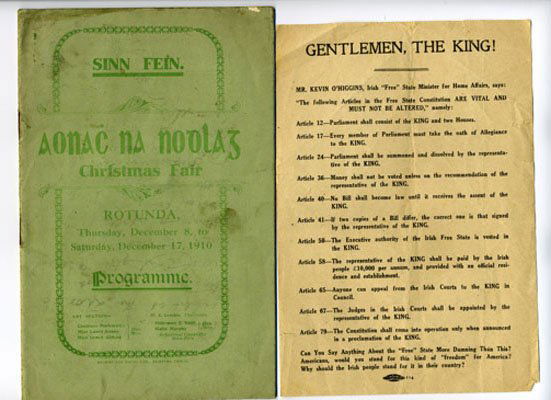 SINN FEIN.
AONAĊ NA NODLAG
Christmas Fair
ROTUNDA,
Thursday, December 8, to
Saturday, December 17, 1910
Programme.
GENTLEMEN, THE KING!
MR. KEVIN O'HIGGINS, Irish "Free" State Minister for Home Affairs, says:
"The following Articles in the Free State Constitution ARE VITAL AND
MUST NOT BE ALTERED," namely:
Article 12—Parliament shall consist of the KING and two Houses.
Article 17—Every member of Parliament must take the oath of Allegiance
to the KING.
Article 24—Parliament shall be summoned and dissolved by the representa-
tive of the KING.
Article 36—Money shall not be voted unless on the recommendation of the
representative of the KING.
Article 40—No Bill shall become law until it receives the assent of the
KING.
Article 41—If two copies of a Bill differ, the correct one is that signed
by the representative of the KING.
Article 50—The Executive authority of the Irish Free State is vested in
the KING.
Article 58—The representative of the KING shall be paid by the Irish
people £10,000 per annum, and provided with an official resi-
dence and establishment.
Article 65—Anyone can appeal from the Irish Courts to the KING in
Council.
Article 67—The Judges in the Irish Courts shall be appointed by the
representative of the KING.
Article 79—The Constitution shall come into operation only when announced
in a proclamation of the KING.
Can You Say Anything About the "Free" State More Damning Than This?
Americans, would you stand for this kind of "freedom" for America?
Why should the Irish people stand for it in their country?